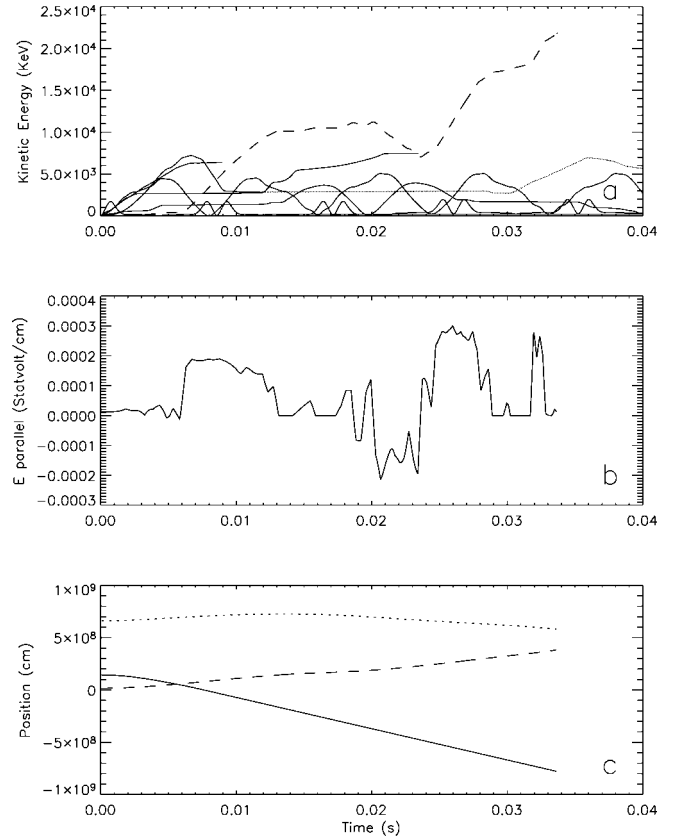 2.5×10⁴
2.0×10⁴
1.5×10⁴
1.0×10⁴
5.0×10³
0
Kinetic Energy (KeV)
a
0.00 0.01 0.02 0.03 0.04
0.0004
0.0003
0.0002
0.0001
0.0000
-0.0001
-0.0002
-0.0003
E parallel (Statvolt/cm)
b
0.00 0.01 0.02 0.03 0.04
1×10⁹
5×10⁸
0
-5×10⁸
-1×10⁹
Position (cm)
c
0.00 0.01 0.02 0.03 0.04
Time (s)